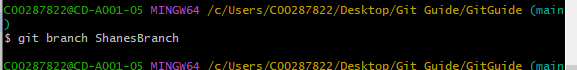 C00287822@CD-A001-05 MINGW64 /c/Users/C00287822/Desktop/Git Guide/GitGuide (main
)
$ git branch ShanesBranch
C00287822@CD-A001-05 MINGW64 /c/Users/C00287822/Desktop/Git Guide/GitGuide (main